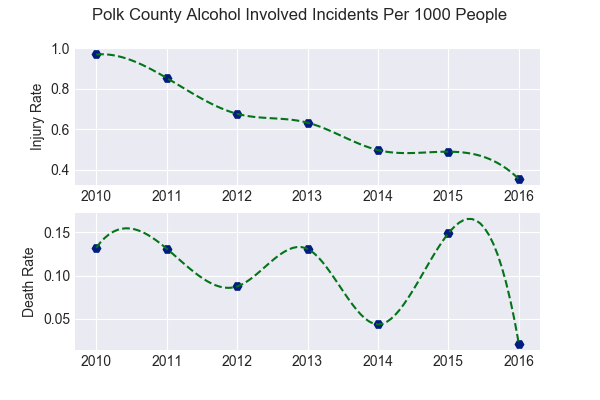 Polk County Alcohol Involved Incidents Per 1000 People
1.0
0.8
0.6
0.4
Injury Rate
2010 2011 2012 2013 2014 2015 2016
0.15
0.10
0.05
Death Rate
2010 2011 2012 2013 2014 2015 2016